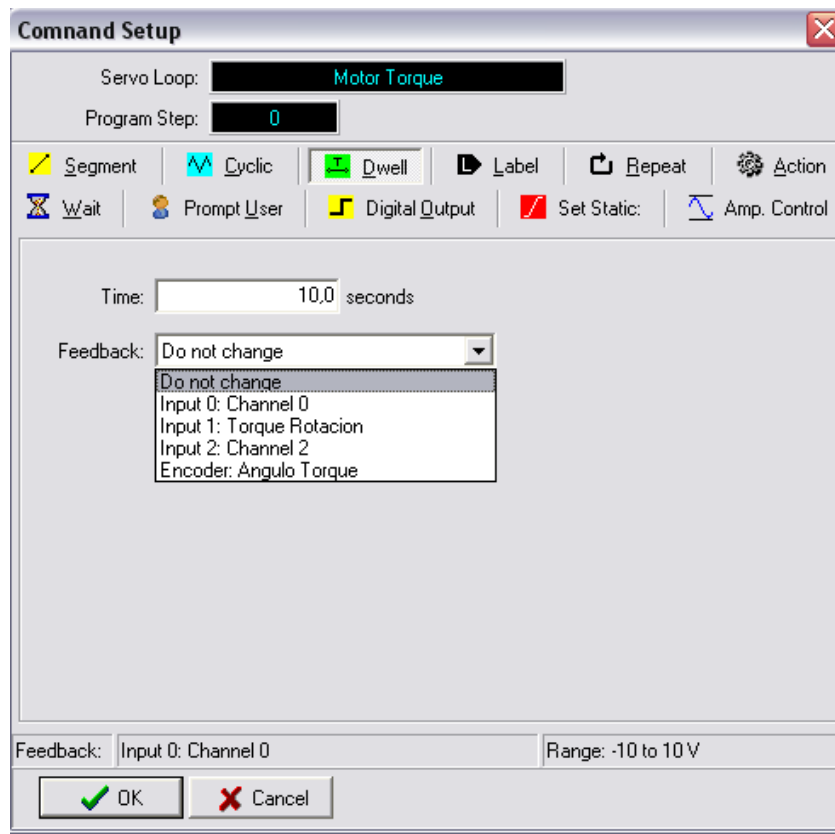 Comnand Setup
Servo Loop: Motor Torque
Program Step: 0
Segment Cyclic T Dwell L Label Repeat Action
Wait Prompt User Digital Output Set Static: Amp. Control
Time: 10,0 seconds
Feedback: Do not change
Do not change
Input 0: Channel 0
Input 1: Torque Rotacion
Input 2: Channel 2
Encoder: Angulo Torque
Feedback: Input 0: Channel 0 Range: -10 to 10 V
OK Cancel